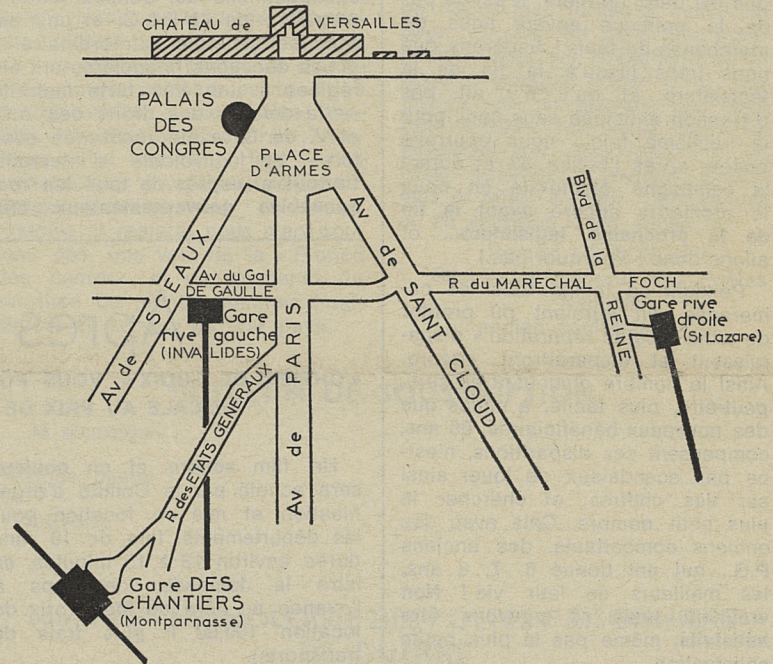 CHATEAU de VERSAILLES
PALAIS
DES
CONGRES
PLACE
D'ARMES
Av de SCEAUX
Av du Gal
DE GAULLE
Gare
rive gauche
(INVALIDES)
Av de PARIS
Av de SAINT CLOUD
R. du MARECHAL FOCH
Blvd de la REINE
Gare rive
droite
(St Lazare)
R des ETATS GENERAUX
Gare DES
CHANTIERS
(Montparnasse)